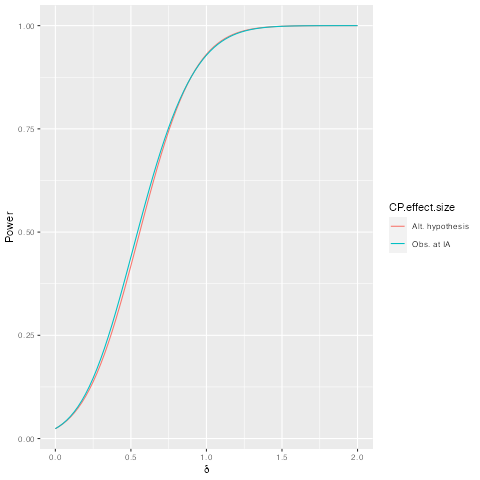 1.00
0.75
0.50
0.25
0.00
Power
0.0 0.5 1.0 1.5 2.0
δ
CP.effect.size
Alt. hypothesis
Obs. at IA